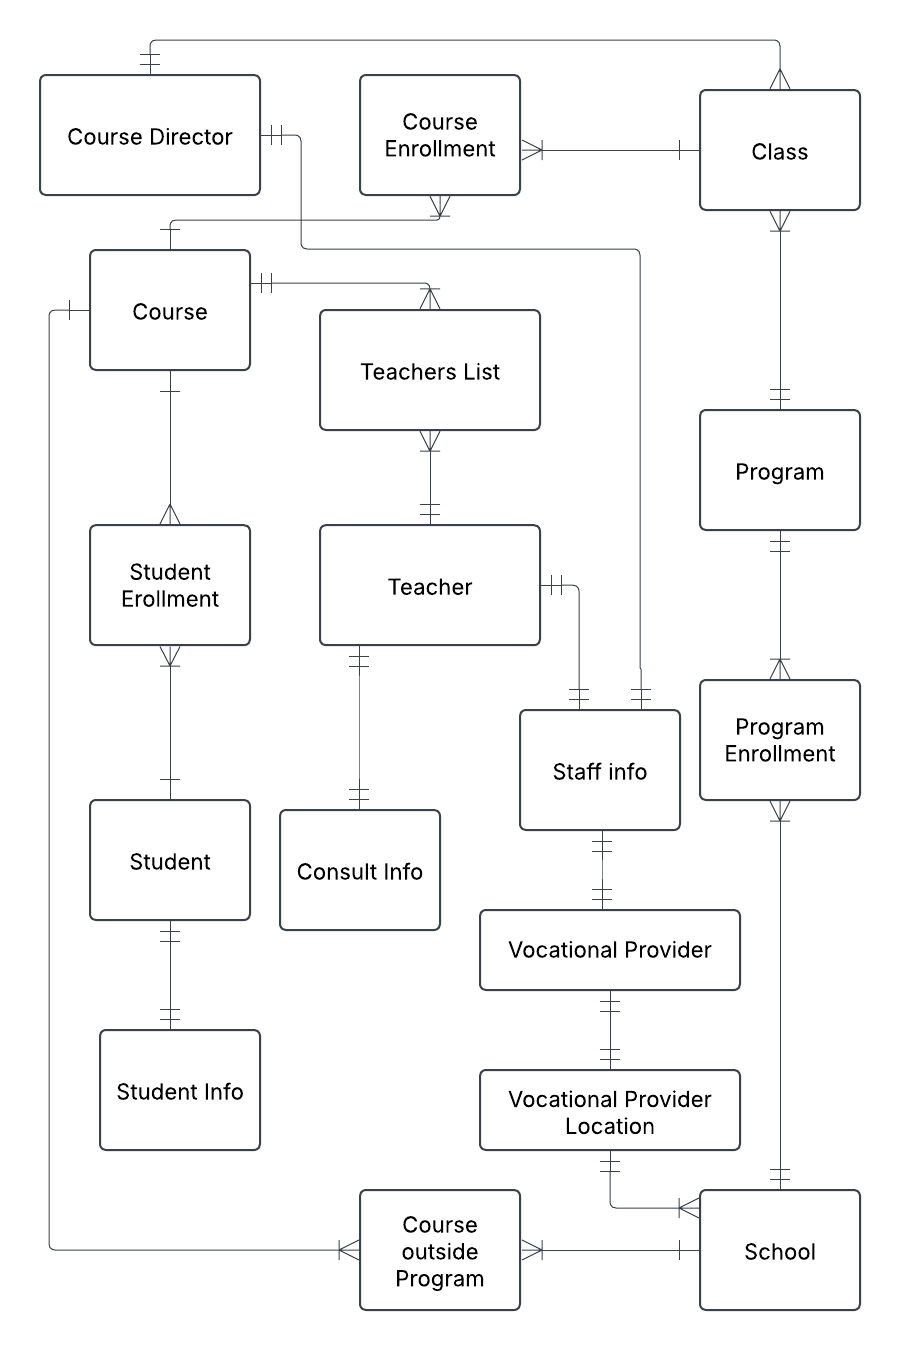 Course Director
Course
Enrollment
Class
Course
Teachers List
Program
Student
Erollment
Teacher
Program
Enrollment
Staff info
Student
Consult Info
Vocational Provider
Student Info
Vocational Provider
Location
Course
outside
Program
School